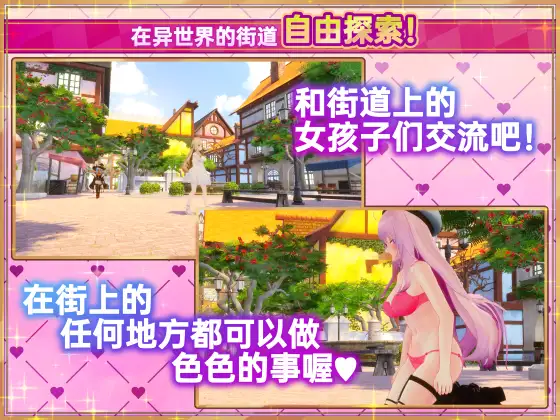 在异世界的街道 自由探索!
和街道上的
女孩子们交流吧!
在街上的
任何地方都可以做
色色的事喔♥